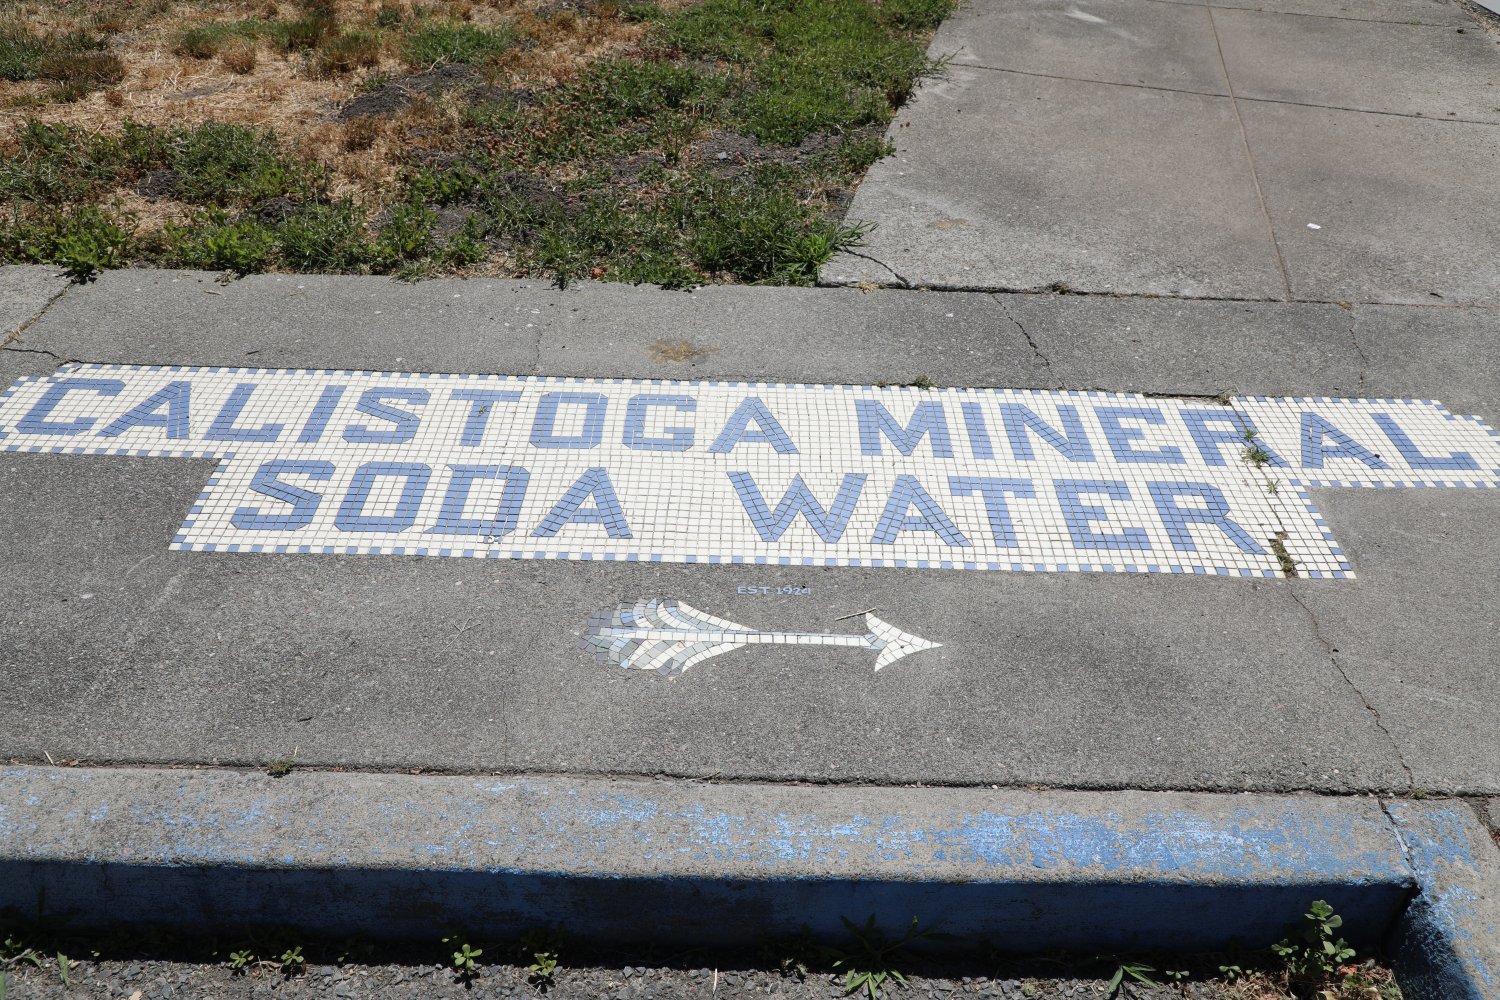 CALISTOGA MINERAL
SODA WATER
EST 1924